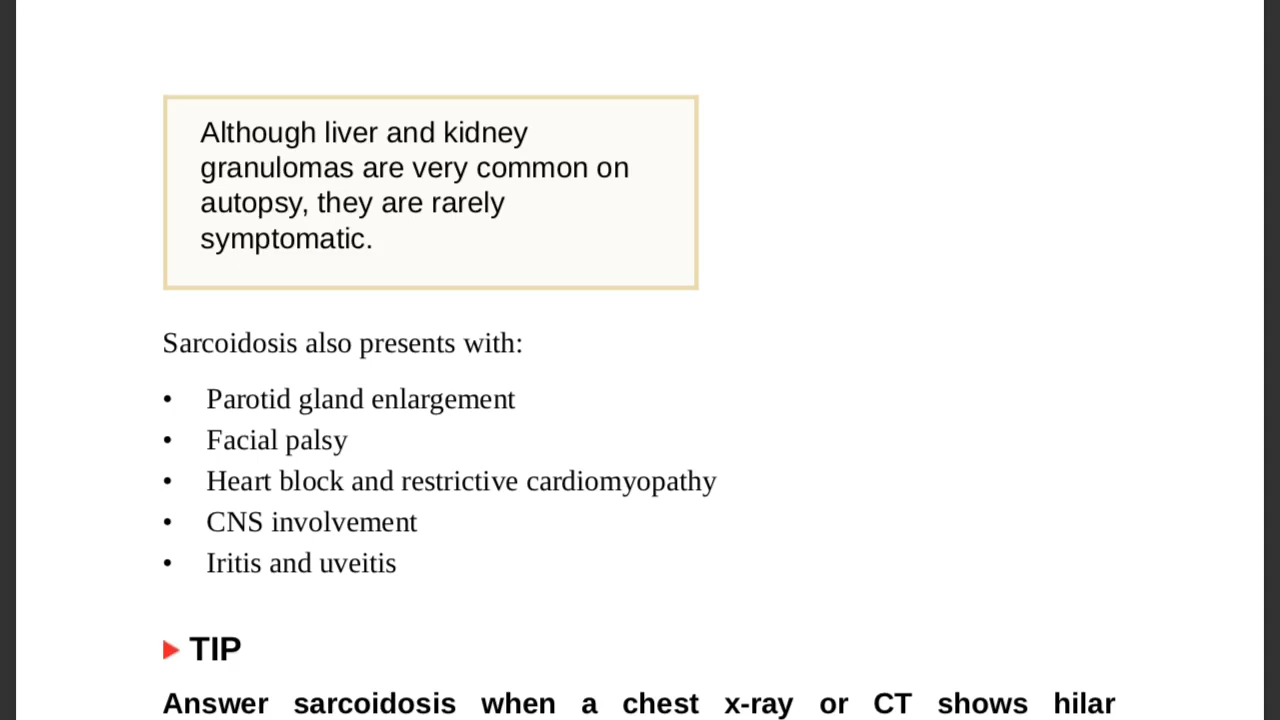 Although liver and kidney
granulomas are very common on
autopsy, they are rarely
symptomatic.
Sarcoidosis also presents with:
• Parotid gland enlargement
• Facial palsy
• Heart block and restrictive cardiomyopathy
• CNS involvement
• Iritis and uveitis
TIP
Answer sarcoidosis when a chest x-ray or CT shows hilar